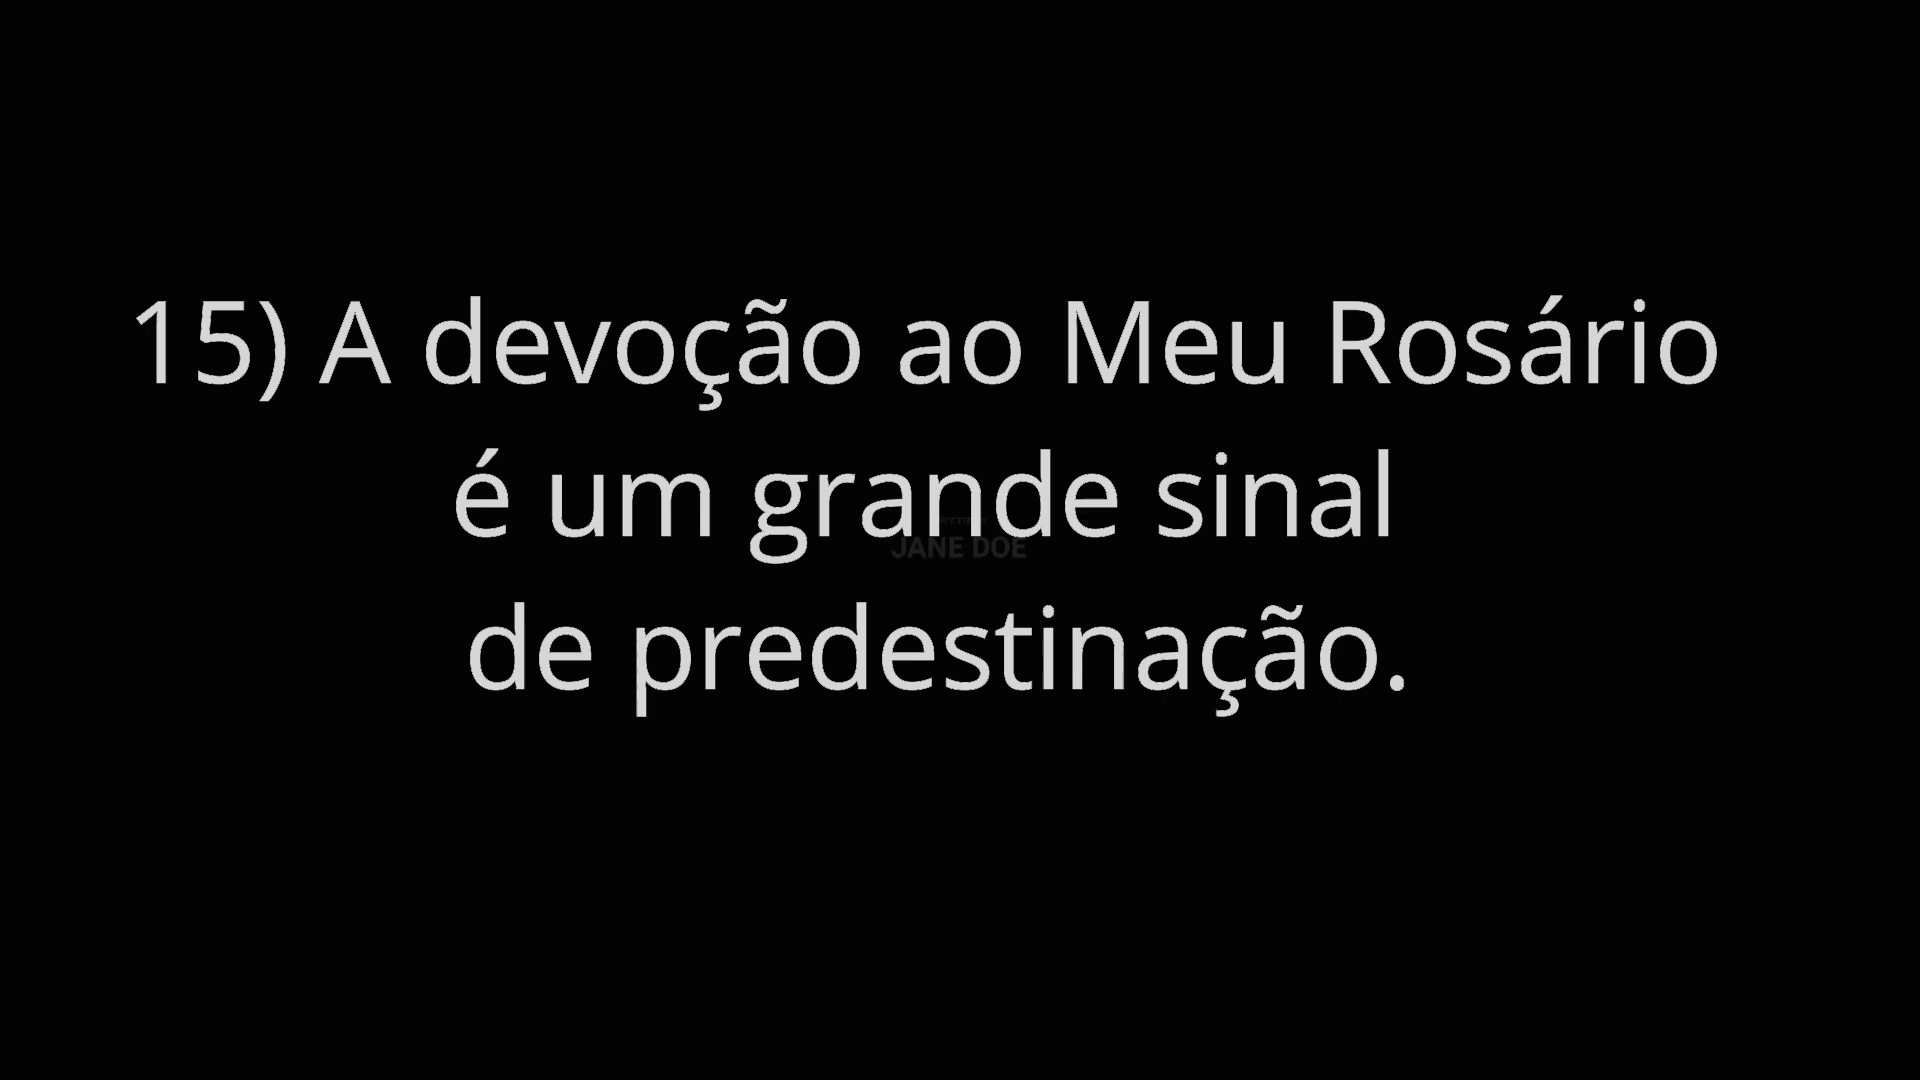 15) A devoção ao Meu Rosário
é um grande sinal
JANE DOE
de predestinação.